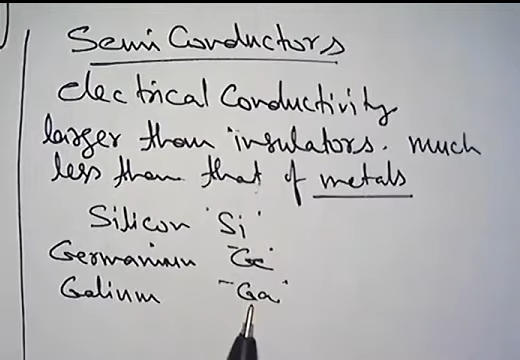 Semi Conductors
electrical Conductivity
larger than insulators. much
less than that of metals
Silicon "Si"
Germanium "Ge"
Galium "Ga"